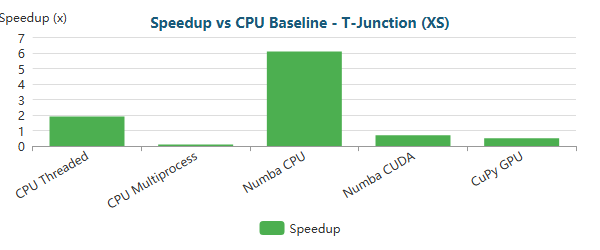 Speedup vs CPU Baseline - T-Junction (XS)
Speedup (x)
7
6
5
4
3
2
1
0
CPU Threaded
CPU Multiprocess
Numba CPU
Numba CUDA
CuPy GPU
Speedup